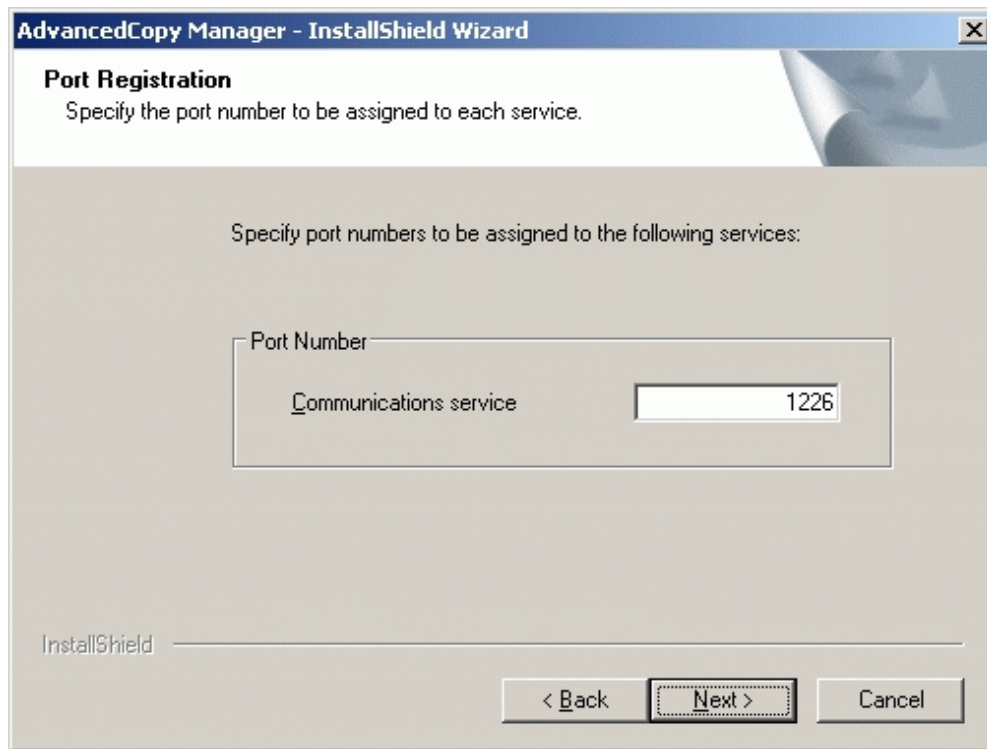 AdvancedCopy Manager - InstallShield Wizard
Port Registration
Specify the port number to be assigned to each service.
Specify port numbers to be assigned to the following services:
Port Number
Communications service 1226
InstallShield
< Back Next > Cancel